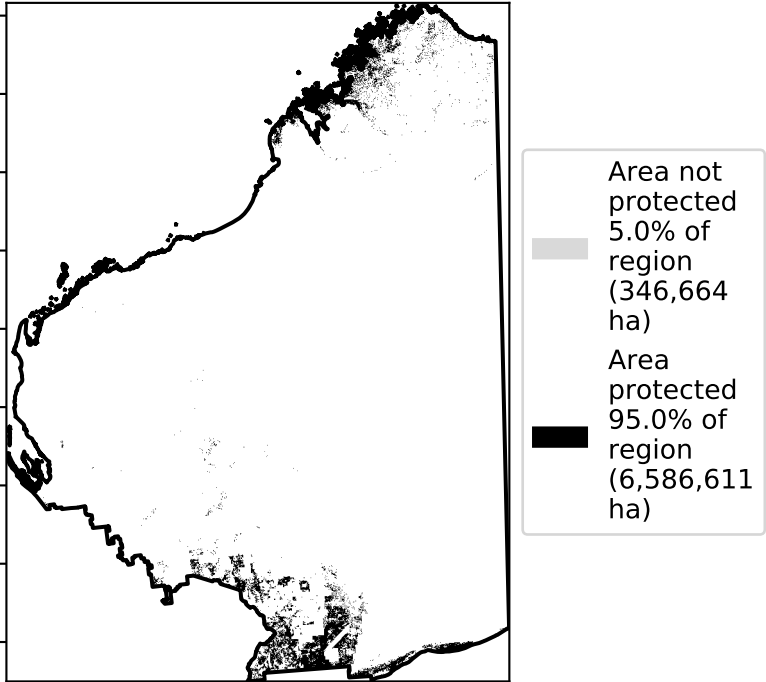 Area not
protected
5.0% of
region
(346,664
ha)
Area
protected
95.0% of
region
(6,586,611
ha)